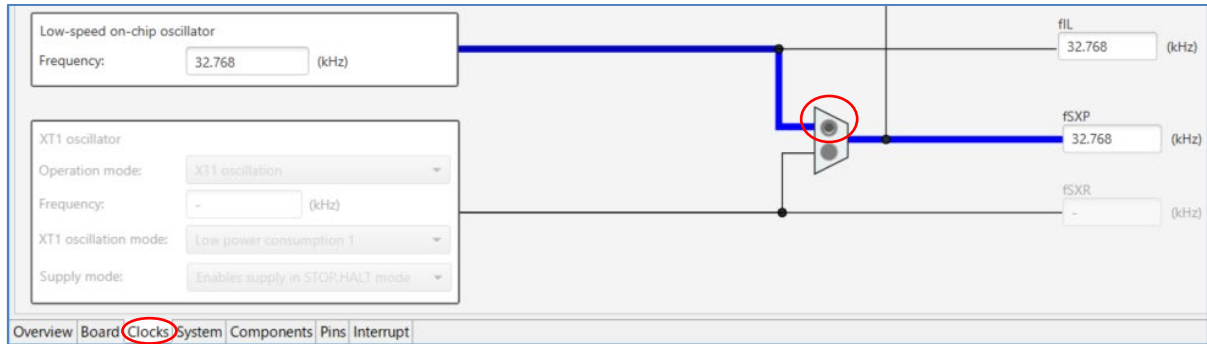 Low-speed on-chip oscillator
Frequency: 32.768 (kHz)
fIL
32.768 (kHz)
fSXP
32.768 (kHz)
XT1 oscillator
Operation mode: XT1 oscillation
Frequency: - (kHz)
fSXR
- (kHz)
XT1 oscillation mode: Low power consumption 1
Supply mode: Enables supply in STOP,HALT mode
Overview Board Clocks System Components Pins Interrupt